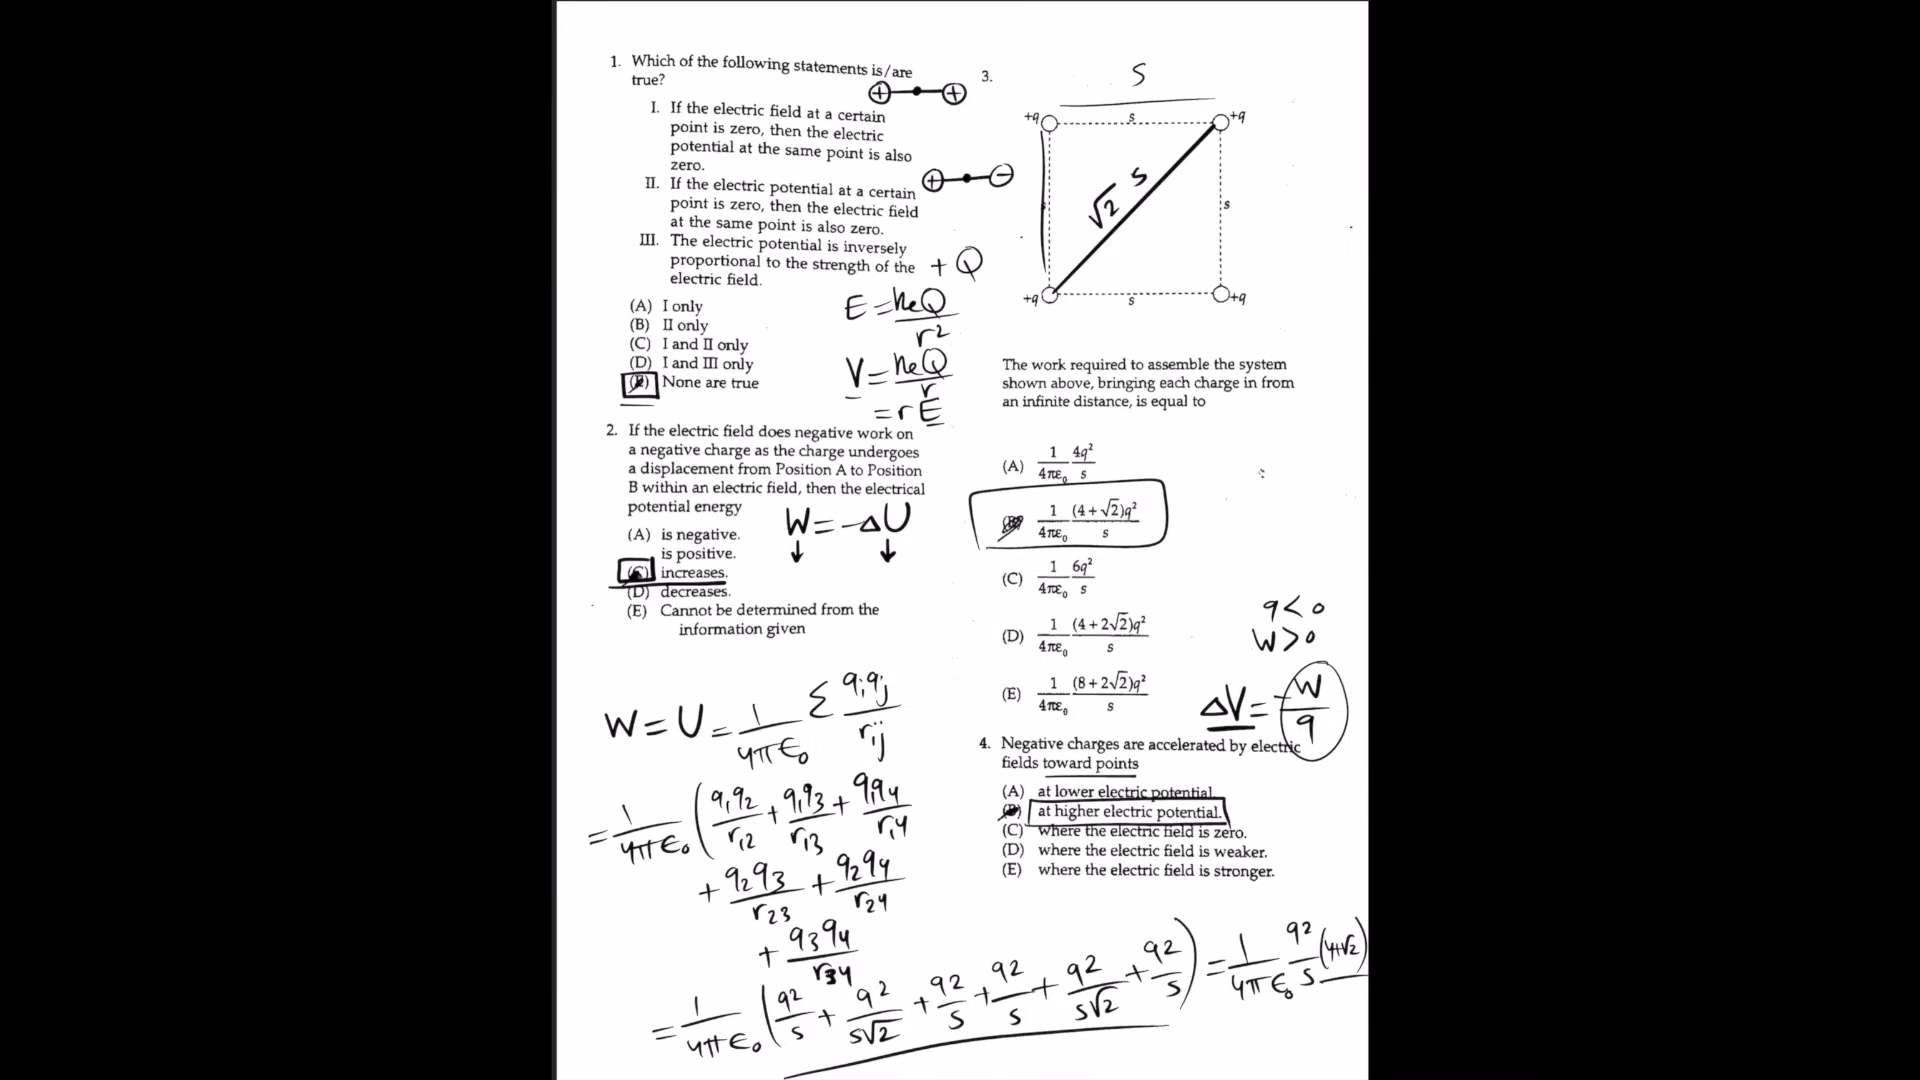 1. Which of the following statements is/are
true?
I. If the electric field at a certain
point is zero, then the electric
potential at the same point is also
zero.
II. If the electric potential at a certain
point is zero, then the electric field
at the same point is also zero.
III. The electric potential is inversely
proportional to the strength of the
electric field.
+ Q
(A) I only
(B) II only
(C) I and II only
(D) I and III only
None are true
E = keQ / r²
V = keQ / r
= rE
2. If the electric field does negative work on
a negative charge as the charge undergoes
a displacement from Position A to Position
B within an electric field, then the electrical
potential energy
W = -ΔU
(A) is negative.
is positive.
(C) increases.
(D) decreases.
(E) Cannot be determined from the
information given
W = U = 1/4πε₀ Σ qiqj/rij
= 1/4πε₀ ( q1q2/r12 + q1q3/r13 + q1q4/r14
+ q2q3/r23 + q2q4/r24
+ q3q4/r34
= 1/4πε₀ ( q²/s + q²/s√2 + q²/s + q²/s + q²/s√2 + q²/s ) = 1/4πε₀ q²/s (4+√2)
3.
S
+q s +q
√2 s
s
+q s +q
The work required to assemble the system
shown above, bringing each charge in from
an infinite distance, is equal to
(A) 1/4πε₀ 4q²/s
1/4πε₀ (4+√2)q²/s
(C) 1/4πε₀ 6q²/s
(D) 1/4πε₀ (4+2√2)q²/s
(E) 1/4πε₀ (8+2√2)q²/s
q < 0
W > 0
ΔV = -W/q
4. Negative charges are accelerated by electric
fields toward points
(A) at lower electric potential.
at higher electric potential.
(C) where the electric field is zero.
(D) where the electric field is weaker.
(E) where the electric field is stronger.